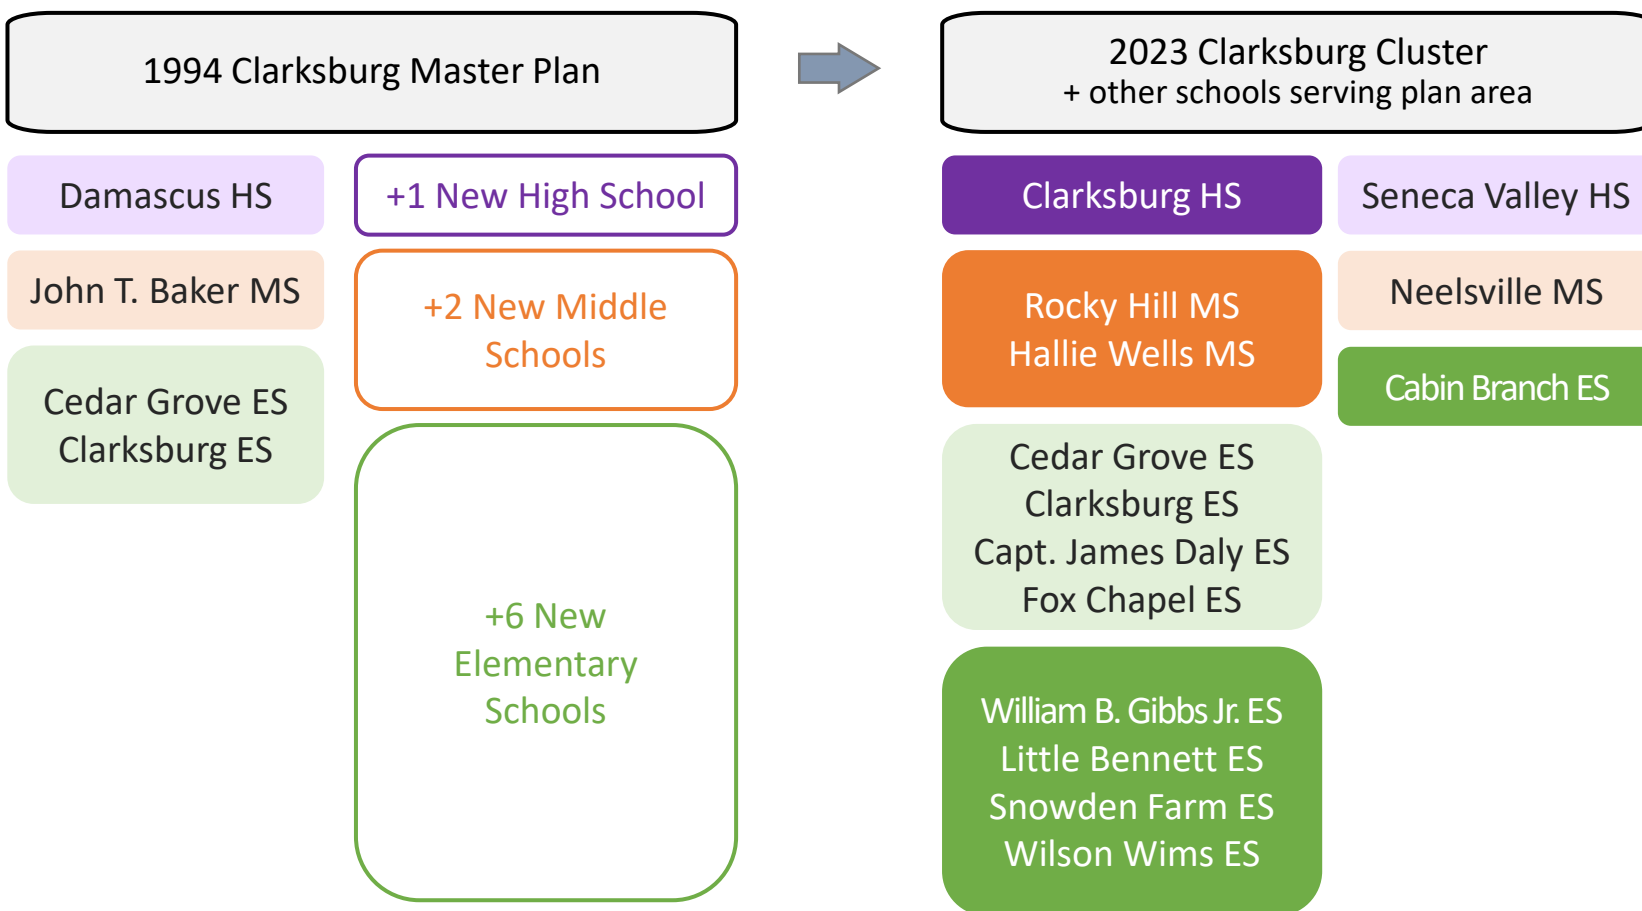 1994 Clarksburg Master Plan
2023 Clarksburg Cluster
+ other schools serving plan area
Damascus HS
John T. Baker MS
Cedar Grove ES
Clarksburg ES
+1 New High School
+2 New Middle
Schools
+6 New
Elementary
Schools
Clarksburg HS
Rocky Hill MS
Hallie Wells MS
Cedar Grove ES
Clarksburg ES
Capt. James Daly ES
Fox Chapel ES
William B. Gibbs Jr. ES
Little Bennett ES
Snowden Farm ES
Wilson Wims ES
Seneca Valley HS
Neelsville MS
Cabin Branch ES